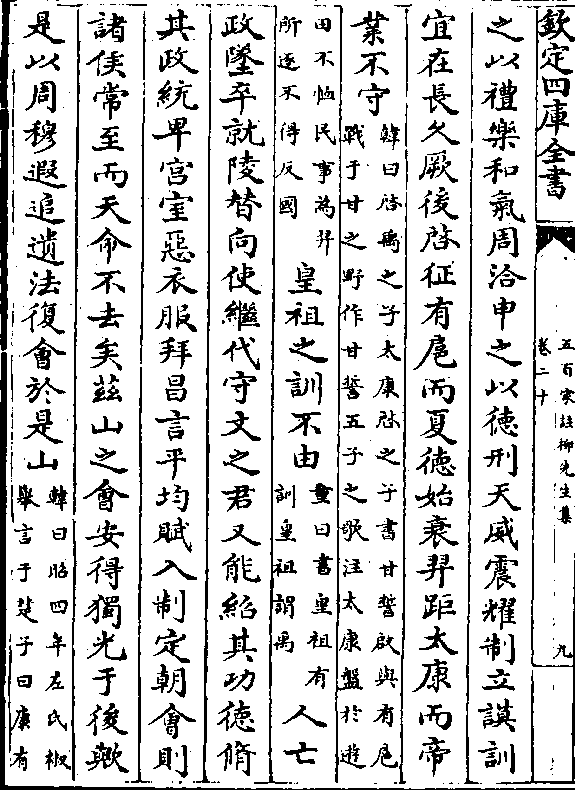 欽定四庫全書
五百家註柳先生集
卷二十
九
之以禮樂和氣周洽申之以德刑天威震耀制立謨訓
宜在長久厥後啓征有扈而夏德始衰羿距太康而帝
業不守
韓曰啓禹之子太康啓之子書甘誓啟與有扈
戰于甘之野作甘誓五子之歌注太康盤於遊
田不恤民事為羿
所逐不得反國
皇祖之訓不由
童曰書皇祖有
訓皇祖謂禹
人亡
政墜卒就陵替向使繼代守文之君又能紹其功德脩
其政統卑宮室惡衣服拜昌言平均賦入制定朝會則
諸侯常至而天命不去矣茲山之會安得獨光于後歟
是以周穆遐追遺法復會於是山
韓曰昭四年左氏椒
舉言于楚子曰康有